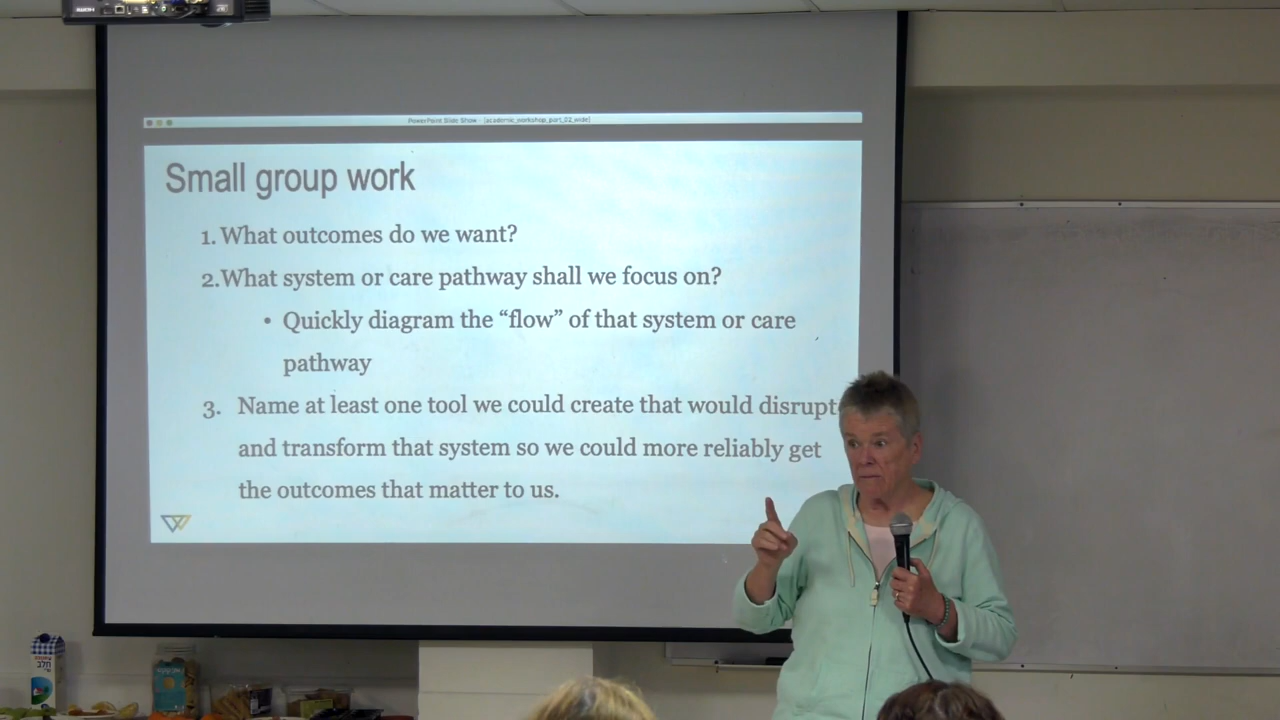 PowerPoint Slide Show - [academic_workshop_part_02_wide]
Small group work
1. What outcomes do we want?
2.What system or care pathway shall we focus on?
• Quickly diagram the “flow” of that system or care
pathway
3. Name at least one tool we could create that would disrupt
and transform that system so we could more reliably get
the outcomes that matter to us.
חלב